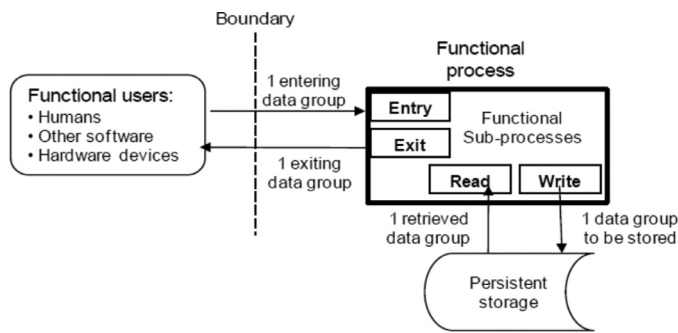 Boundary
Functional
process
Functional users:
• Humans
• Other software
• Hardware devices
1 entering
data group
1 exiting
data group
Entry
Exit
Functional
Sub-processes
Read
Write
1 retrieved
data group
1 data group
to be stored
Persistent
storage